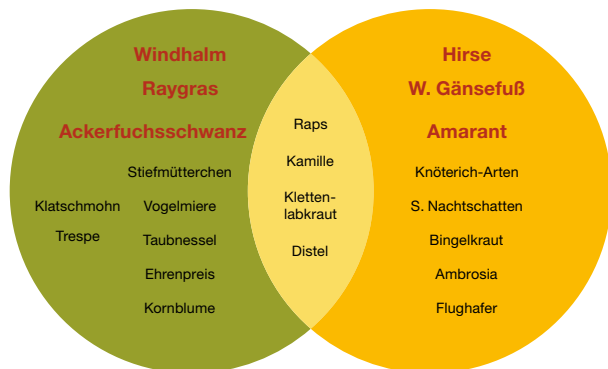 Windhalm
Raygras
Ackerfuchsschwanz
Stiefmütterchen
Klatschmohn
Vogelmiere
Trespe
Taubnessel
Ehrenpreis
Kornblume
Raps
Kamille
Kletten-
labkraut
Distel
Hirse
W. Gänsefuß
Amarant
Knöterich-Arten
S. Nachtschatten
Bingelkraut
Ambrosia
Flughafer